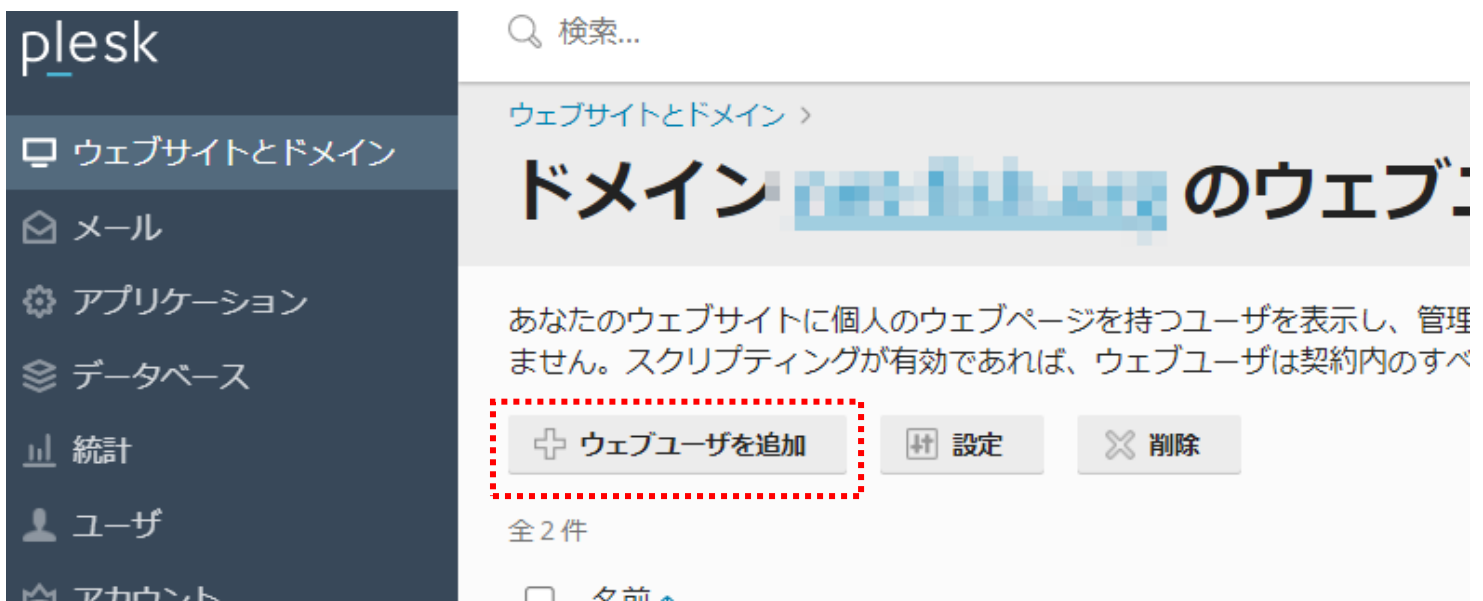 plesk
検索...
ウェブサイトとドメイン
メール
アプリケーション
データベース
統計
ユーザ
アカウント
ウェブサイトとドメイン >
ドメイン のウェブユ
あなたのウェブサイトに個人のウェブページを持つユーザを表示し、管理
ません。スクリプティングが有効であれば、ウェブユーザは契約内のすべ
ウェブユーザを追加 設定 削除
全 2 件
名前